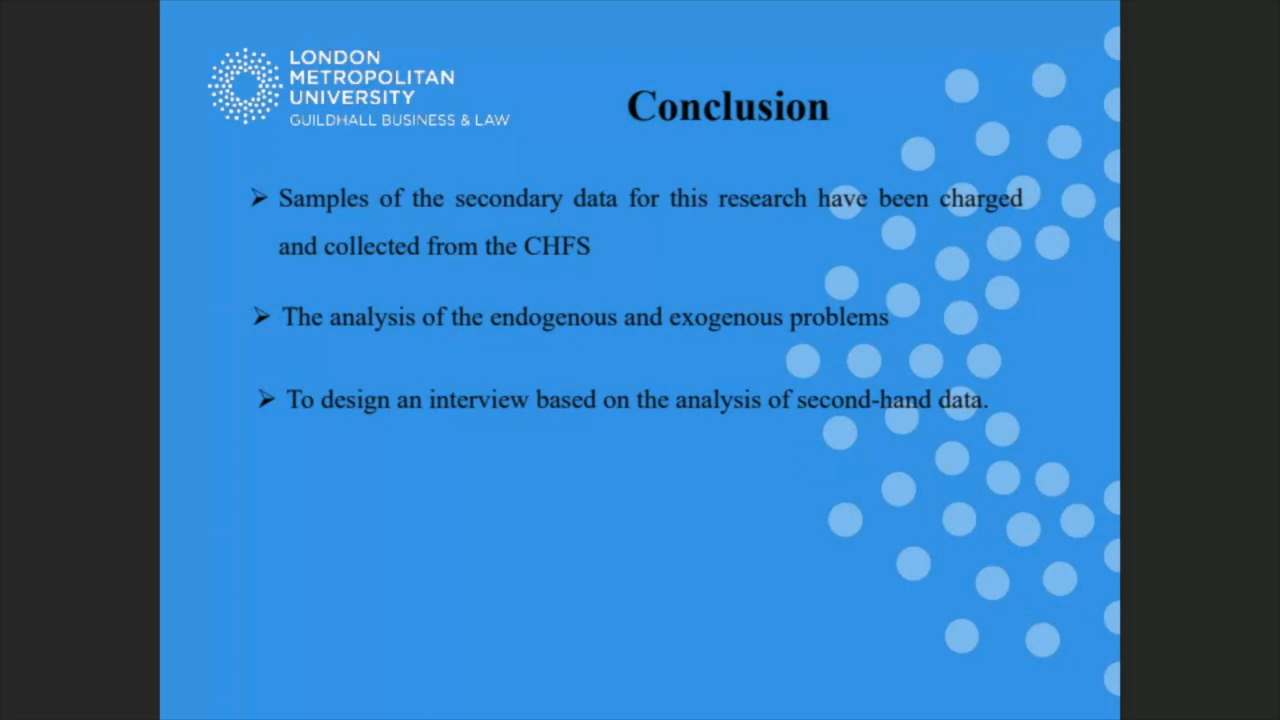 LONDON
METROPOLITAN
UNIVERSITY
GUILDHALL BUSINESS & LAW
Conclusion
➢ Samples of the secondary data for this research have been charged
and collected from the CHFS
➢ The analysis of the endogenous and exogenous problems
➢ To design an interview based on the analysis of second-hand data.